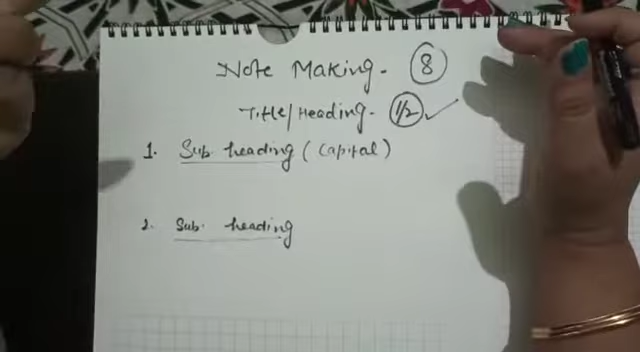 Note Making. 8
Title/Heading. 1/2 ✓
1. Sub heading (Capital)
2. Sub. heading